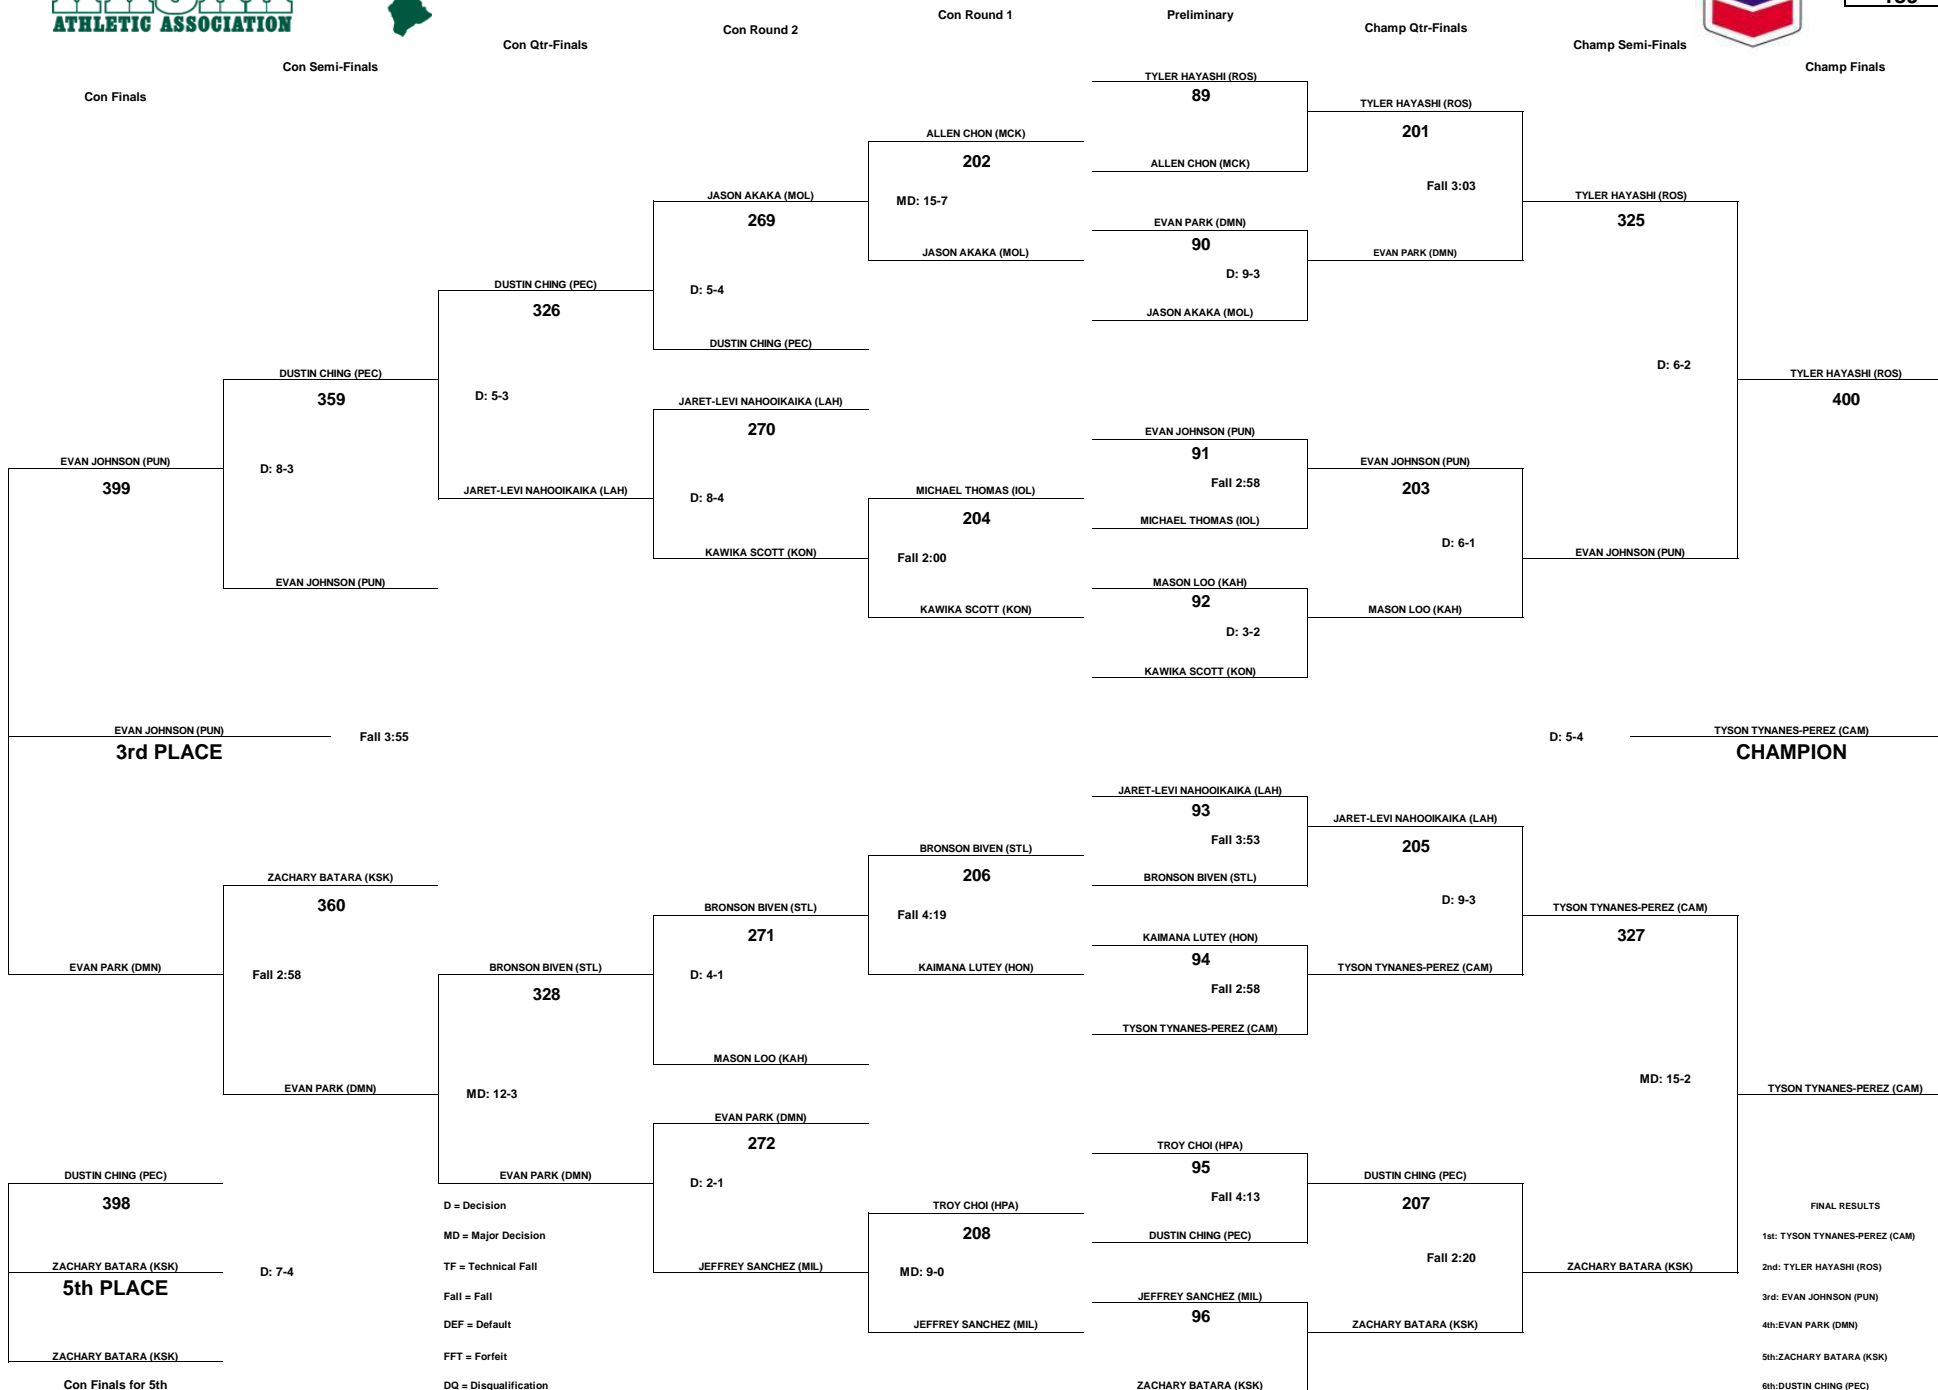 ATHLETIC ASSOCIATION
Con Finals
Con Semi-Finals
Con Qtr-Finals
Con Round 2
Con Round 1
Preliminary
Champ Qtr-Finals
Champ Semi-Finals
Champ Finals
TYLER HAYASHI (ROS)
89
ALLEN CHON (MCK)
EVAN PARK (DMN)
90
D: 9-3
JASON AKAKA (MOL)
EVAN JOHNSON (PUN)
91
Fall 2:58
MICHAEL THOMAS (IOL)
MASON LOO (KAH)
92
D: 3-2
KAWIKA SCOTT (KON)
JARET-LEVI NAHOOIKAIKA (LAH)
93
Fall 3:53
BRONSON BIVEN (STL)
KAIMANA LUTEY (HON)
94
Fall 2:58
TYSON TYNANES-PEREZ (CAM)
TROY CHOI (HPA)
95
Fall 4:13
DUSTIN CHING (PEC)
JEFFREY SANCHEZ (MIL)
96
ZACHARY BATARA (KSK)
TYLER HAYASHI (ROS)
201
Fall 3:03
EVAN PARK (DMN)
EVAN JOHNSON (PUN)
203
D: 6-1
MASON LOO (KAH)
JARET-LEVI NAHOOIKAIKA (LAH)
205
D: 9-3
TYSON TYNANES-PEREZ (CAM)
DUSTIN CHING (PEC)
207
Fall 2:20
ZACHARY BATARA (KSK)
TYLER HAYASHI (ROS)
325
D: 6-2
EVAN JOHNSON (PUN)
TYSON TYNANES-PEREZ (CAM)
327
MD: 15-2
ZACHARY BATARA (KSK)
TYLER HAYASHI (ROS)
400
D: 5-4
TYSON TYNANES-PEREZ (CAM)
CHAMPION
TYSON TYNANES-PEREZ (CAM)
ALLEN CHON (MCK)
202
MD: 15-7
JASON AKAKA (MOL)
MICHAEL THOMAS (IOL)
204
Fall 2:00
KAWIKA SCOTT (KON)
BRONSON BIVEN (STL)
206
Fall 4:19
KAIMANA LUTEY (HON)
TROY CHOI (HPA)
208
MD: 9-0
JEFFREY SANCHEZ (MIL)
JASON AKAKA (MOL)
269
D: 5-4
DUSTIN CHING (PEC)
JARET-LEVI NAHOOIKAIKA (LAH)
270
D: 8-4
KAWIKA SCOTT (KON)
BRONSON BIVEN (STL)
271
D: 4-1
MASON LOO (KAH)
EVAN PARK (DMN)
272
D: 2-1
JEFFREY SANCHEZ (MIL)
DUSTIN CHING (PEC)
326
D: 5-3
JARET-LEVI NAHOOIKAIKA (LAH)
BRONSON BIVEN (STL)
328
MD: 12-3
EVAN PARK (DMN)
DUSTIN CHING (PEC)
359
D: 8-3
EVAN JOHNSON (PUN)
ZACHARY BATARA (KSK)
360
Fall 2:58
EVAN PARK (DMN)
EVAN JOHNSON (PUN)
399
EVAN JOHNSON (PUN)
3rd PLACE
Fall 3:55
EVAN PARK (DMN)
DUSTIN CHING (PEC)
398
ZACHARY BATARA (KSK)
5th PLACE
D: 7-4
ZACHARY BATARA (KSK)
Con Finals for 5th
D = Decision
MD = Major Decision
TF = Technical Fall
Fall = Fall
DEF = Default
FFT = Forfeit
DQ = Disqualification
FINAL RESULTS
1st: TYSON TYNANES-PEREZ (CAM)
2nd: TYLER HAYASHI (ROS)
3rd: EVAN JOHNSON (PUN)
4th:EVAN PARK (DMN)
5th:ZACHARY BATARA (KSK)
6th:DUSTIN CHING (PEC)